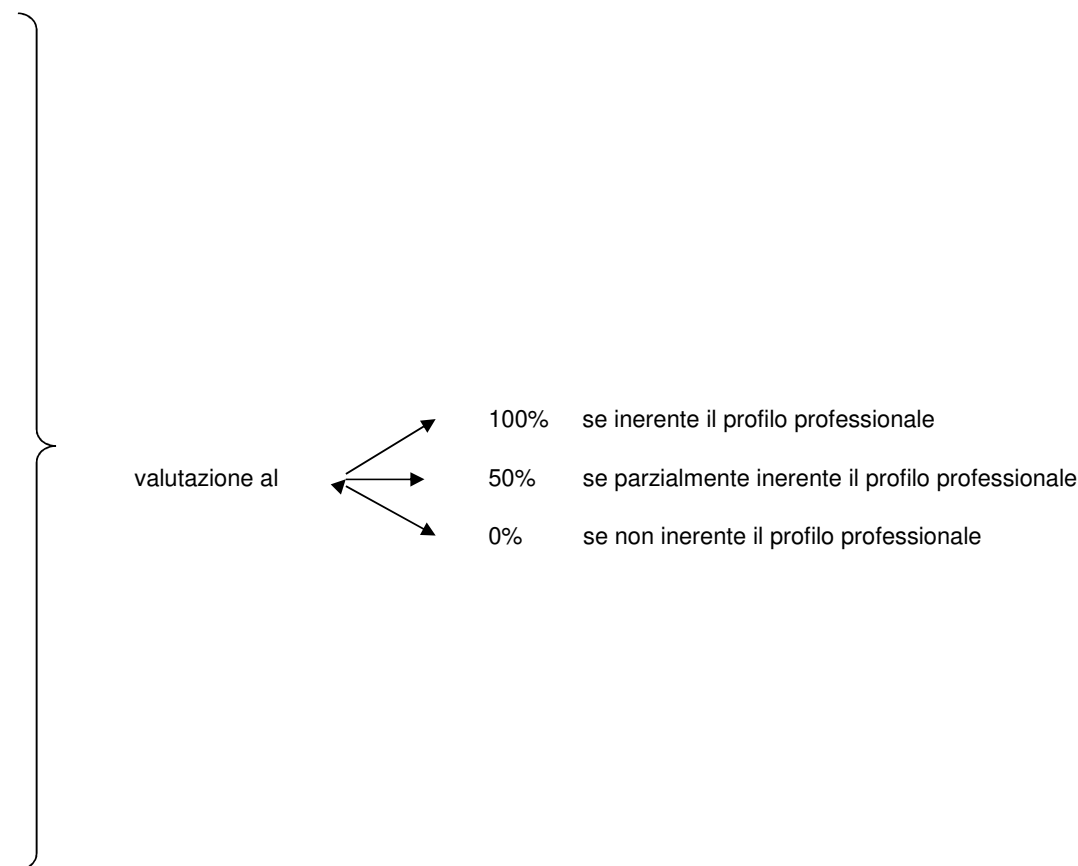 100% se inerente il profilo professionale
valutazione al 50% se parzialmente inerente il profilo professionale
0% se non inerente il profilo professionale